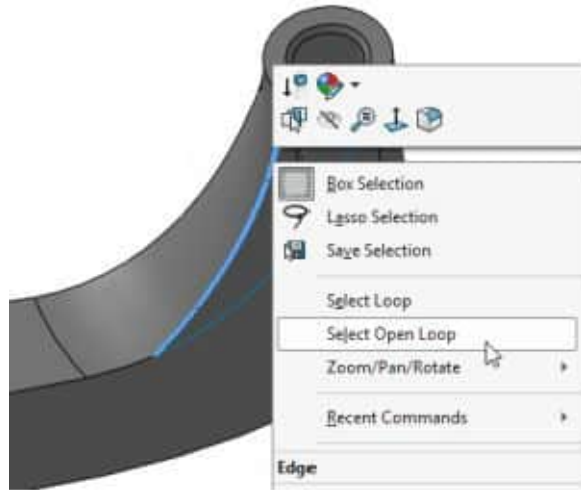 Box Selection
Lasso Selection
Save Selection
Select Loop
Select Open Loop
Zoom/Pan/Rotate
Recent Commands
Edge